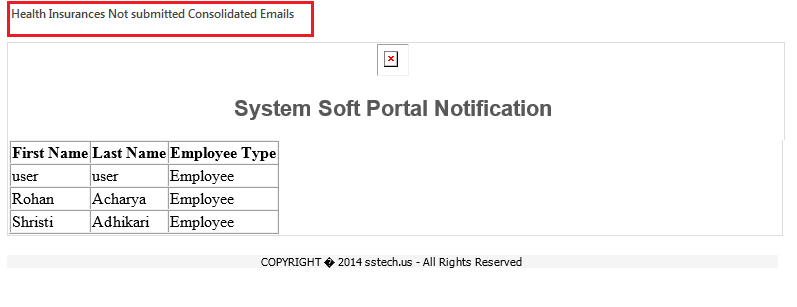 Health Insurances Not submitted Consolidated Emails
System Soft Portal Notification
First Name Last Name Employee Type
user user Employee
Rohan Acharya Employee
Shristi Adhikari Employee
COPYRIGHT � 2014 sstech.us - All Rights Reserved